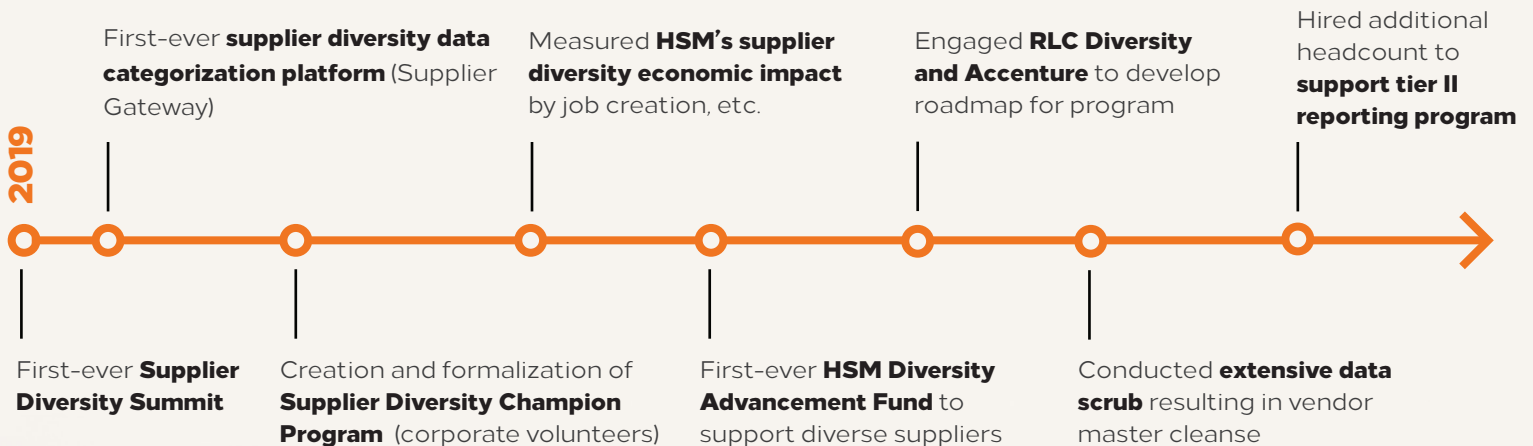 2019
First-ever supplier diversity data
categorization platform (Supplier
Gateway)
Measured HSM's supplier
diversity economic impact
by job creation, etc.
Engaged RLC Diversity
and Accenture to develop
roadmap for program
Hired additional
headcount to
support tier II
reporting program
First-ever Supplier
Diversity Summit
Creation and formalization of
Supplier Diversity Champion
Program (corporate volunteers)
First-ever HSM Diversity
Advancement Fund to
support diverse suppliers
Conducted extensive data
scrub resulting in vendor
master cleanse